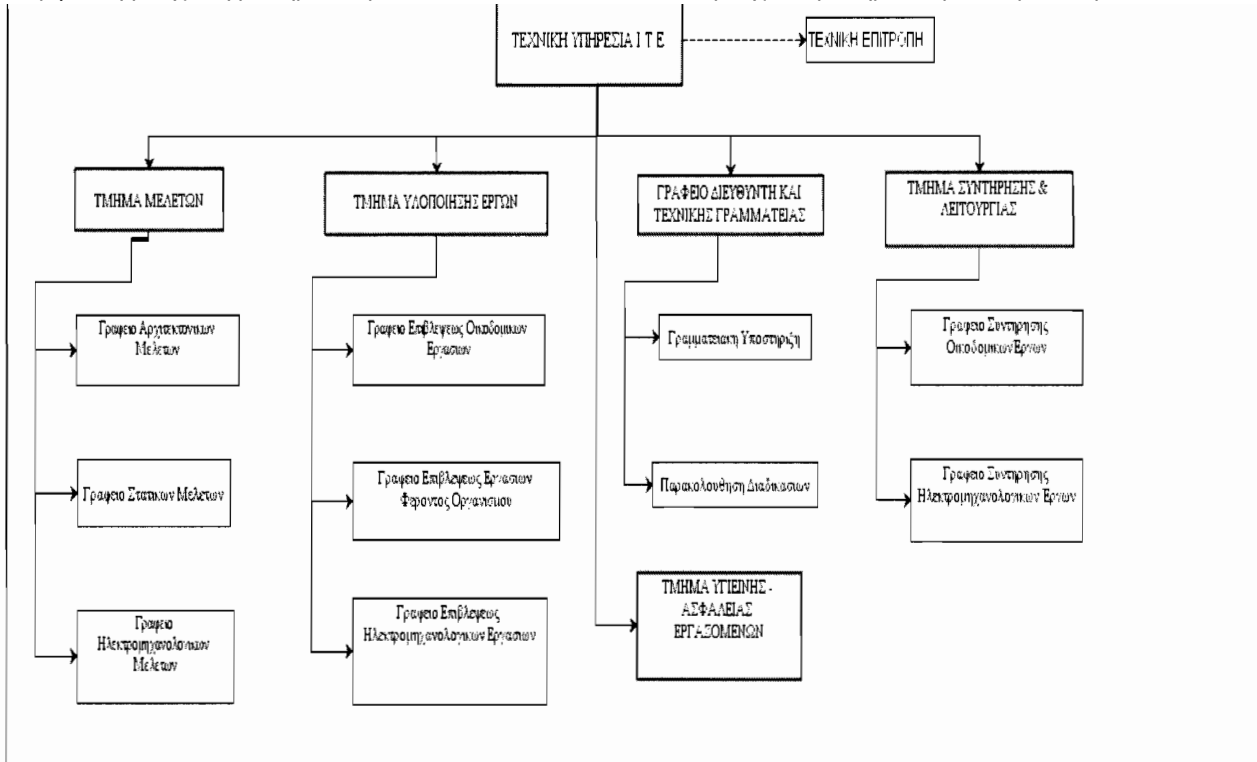 ΤΕΧΝΙΚΗ ΥΠΗΡΕΣΙΑ Ι Τ Ε
ΤΕΧΝΙΚΗ ΕΠΙΤΡΟΠΗ
ΤΜΗΜΑ ΜΕΛΕΤΩΝ
ΤΜΗΜΑ ΥΛΟΠΟΙΗΣΗΣ ΕΡΓΩΝ
ΓΡΑΦΕΙΟ ΔΙΕΥΘΥΝΤΗ ΚΑΙ
ΤΕΧΝΙΚΗΣ ΓΡΑΜΜΑΤΕΙΑΣ
ΤΜΗΜΑ ΣΥΝΤΗΡΗΣΗΣ &
ΛΕΙΤΟΥΡΓΙΑΣ
Γραφειο Αρχιτεκτονικων
Μελετων
Γραφειο Στατικων Μελετων
Γραφειο
Ηλεκτρομηχανολογικων
Μελετων
Γραφειο Επιβλεψεως Οικοδομικων
Εργασιων
Γραφειο Επιβλεψεως Εργασιων
Φεροντος Οργανισμου
Γραφειο Επιβλεψεως
Ηλεκτρομηχανολογικων Εργασιων
Γραμματειακη Υποστηριξη
Παρακολουθηση Διαδικασιων
ΤΜΗΜΑ ΥΓΙΕΙΝΗΣ -
ΑΣΦΑΛΕΙΑΣ
ΕΡΓΑΖΟΜΕΝΩΝ
Γραφειο Συντηρησης
Οικοδομικων Εργων
Γραφειο Συντηρησης
Ηλεκτρομηχανολογικων Εργων